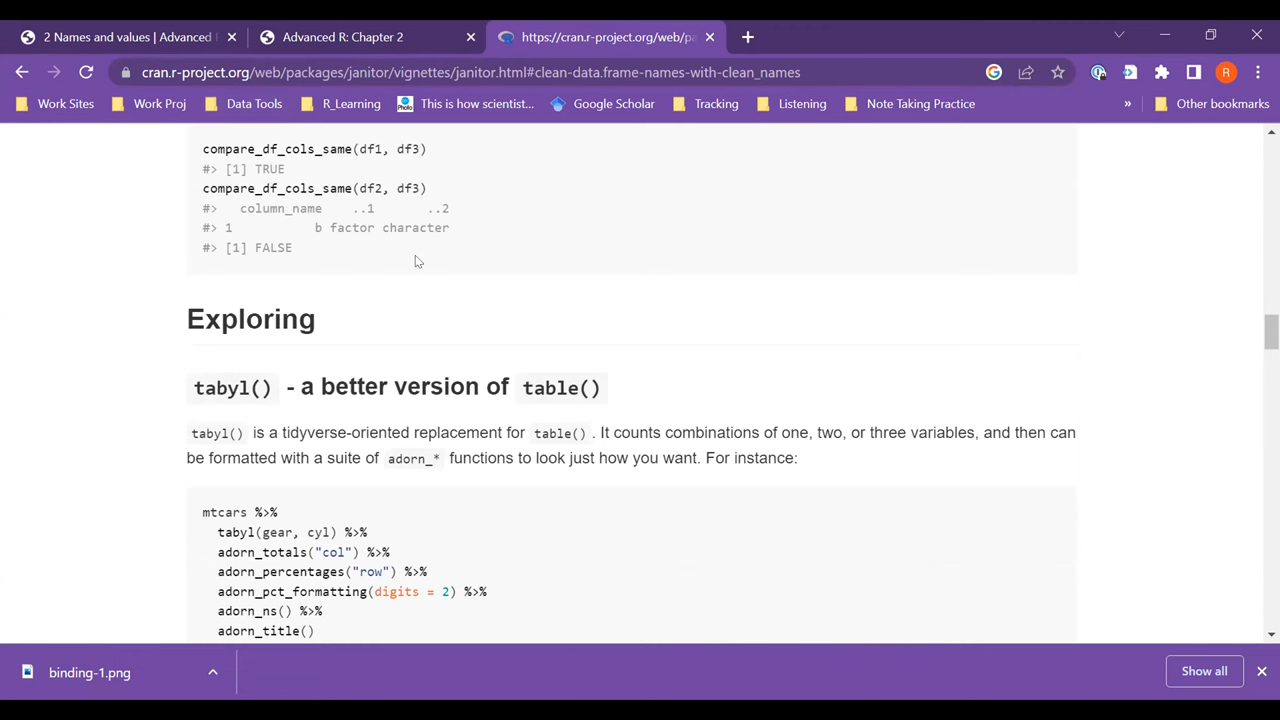 2 Names and values | Advanced
Advanced R: Chapter 2
https://cran.r-project.org/web/pa
cran.r-project.org/web/packages/janitor/vignettes/janitor.html#clean-data.frame-names-with-clean_names
R
Work Sites
Work Proj
Data Tools
R_Learning
Photo
This is how scientist...
Google Scholar
Tracking
Listening
Note Taking Practice
»
Other bookmarks
compare_df_cols_same(df1, df3)
#> [1] TRUE
compare_df_cols_same(df2, df3)
#>   column_name    ..1       ..2
#> 1           b factor character
#> [1] FALSE
Exploring
tabyl() - a better version of table()
tabyl() is a tidyverse-oriented replacement for table(). It counts combinations of one, two, or three variables, and then can
be formatted with a suite of adorn_* functions to look just how you want. For instance:
mtcars %>%
  tabyl(gear, cyl) %>%
  adorn_totals("col") %>%
  adorn_percentages("row") %>%
  adorn_pct_formatting(digits = 2) %>%
  adorn_ns() %>%
  adorn_title()
binding-1.png
Show all